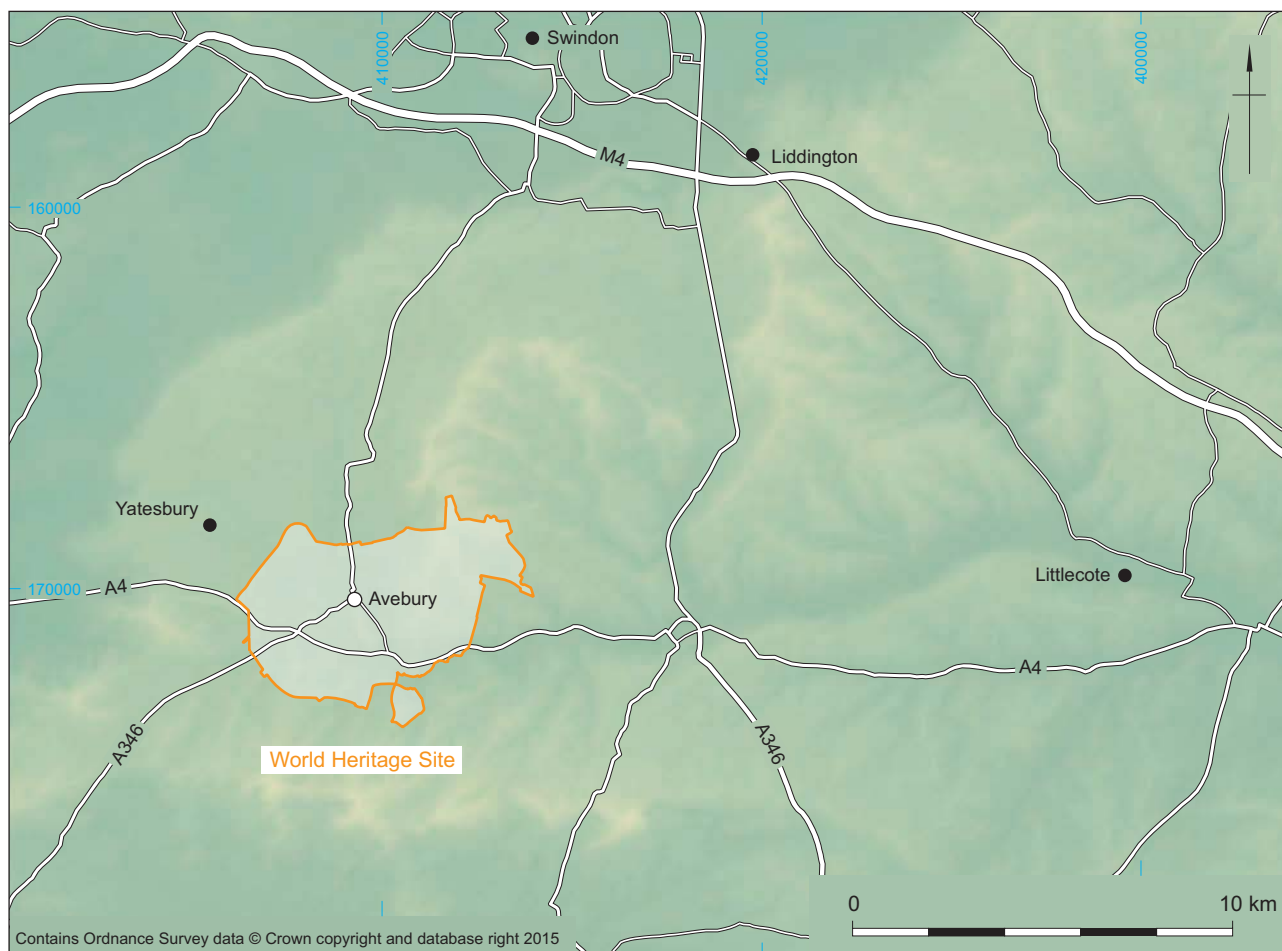 410000
420000
400000
Swindon
M4
Liddington
160000
Yatesbury
A4
170000
Avebury
Littlecote
A4
A346
A346
World Heritage Site
0
10 km
Contains Ordnance Survey data © Crown copyright and database right 2015